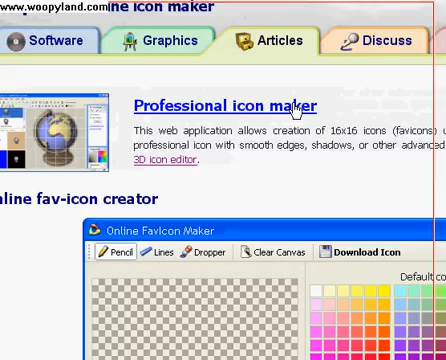 www.woopyland.com
ne icon maker
Software Graphics Articles Discuss
Professional icon maker
This web application allows creation of 16x16 icons (favicons) u
professional icon with smooth edges, shadows, or other advanced
3D icon editor.
nline fav-icon creator
Online FavIcon Maker
Pencil Lines Dropper Clear Canvas Download Icon
Default co